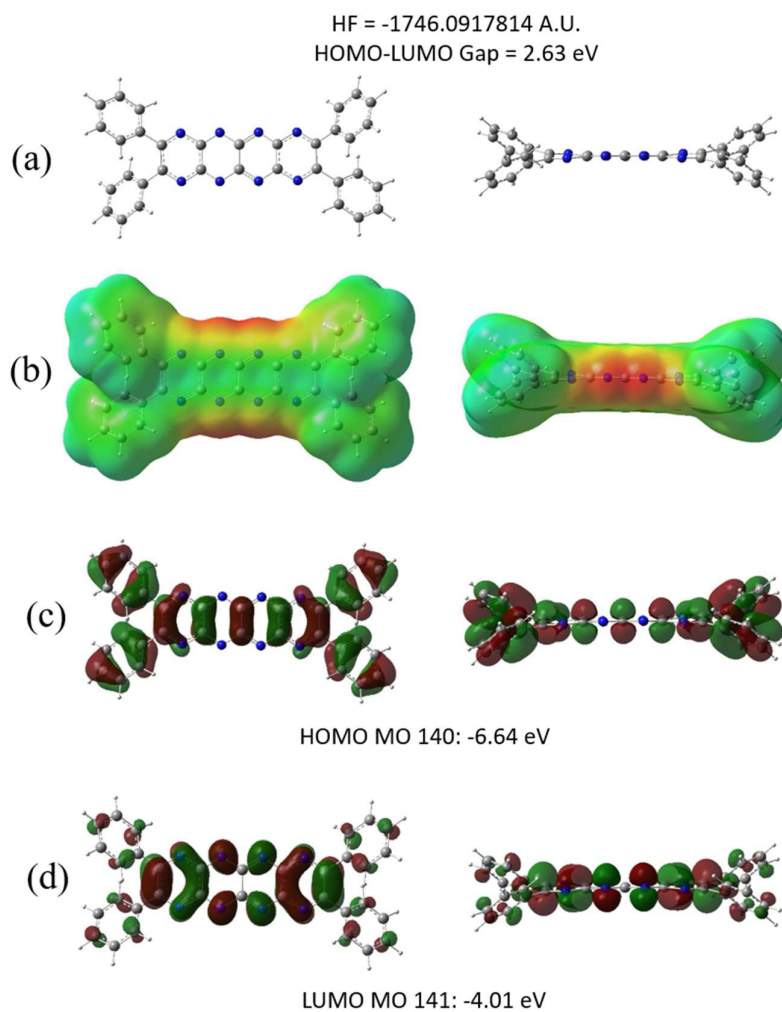 HF = -1746.0917814 A.U.
HOMO-LUMO Gap = 2.63 eV
(a)
(b)
(c)
HOMO MO 140: -6.64 eV
(d)
LUMO MO 141: -4.01 eV